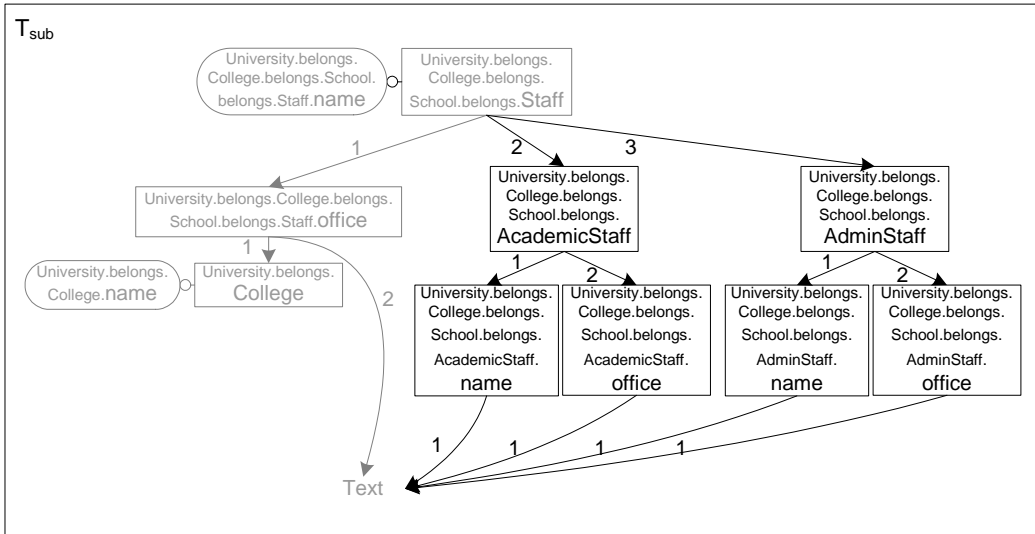 Tsub
University.belongs.
College.belongs.School.
belongs.Staff.name
University.belongs.
College.belongs.
School.belongs.Staff
1
2
3
University.belongs.College.belongs.
School.belongs.Staff.office
University.belongs.
College.belongs.
School.belongs.
AcademicStaff
University.belongs.
College.belongs.
School.belongs.
AdminStaff
1
2
University.belongs.
College.name
University.belongs.
College
1
2
1
2
University.belongs.
College.belongs.
School.belongs.
AcademicStaff.
name
University.belongs.
College.belongs.
School.belongs.
AcademicStaff.
office
University.belongs.
College.belongs.
School.belongs.
AdminStaff.
name
University.belongs.
College.belongs.
School.belongs.
AdminStaff.
office
1
1
1
1
Text